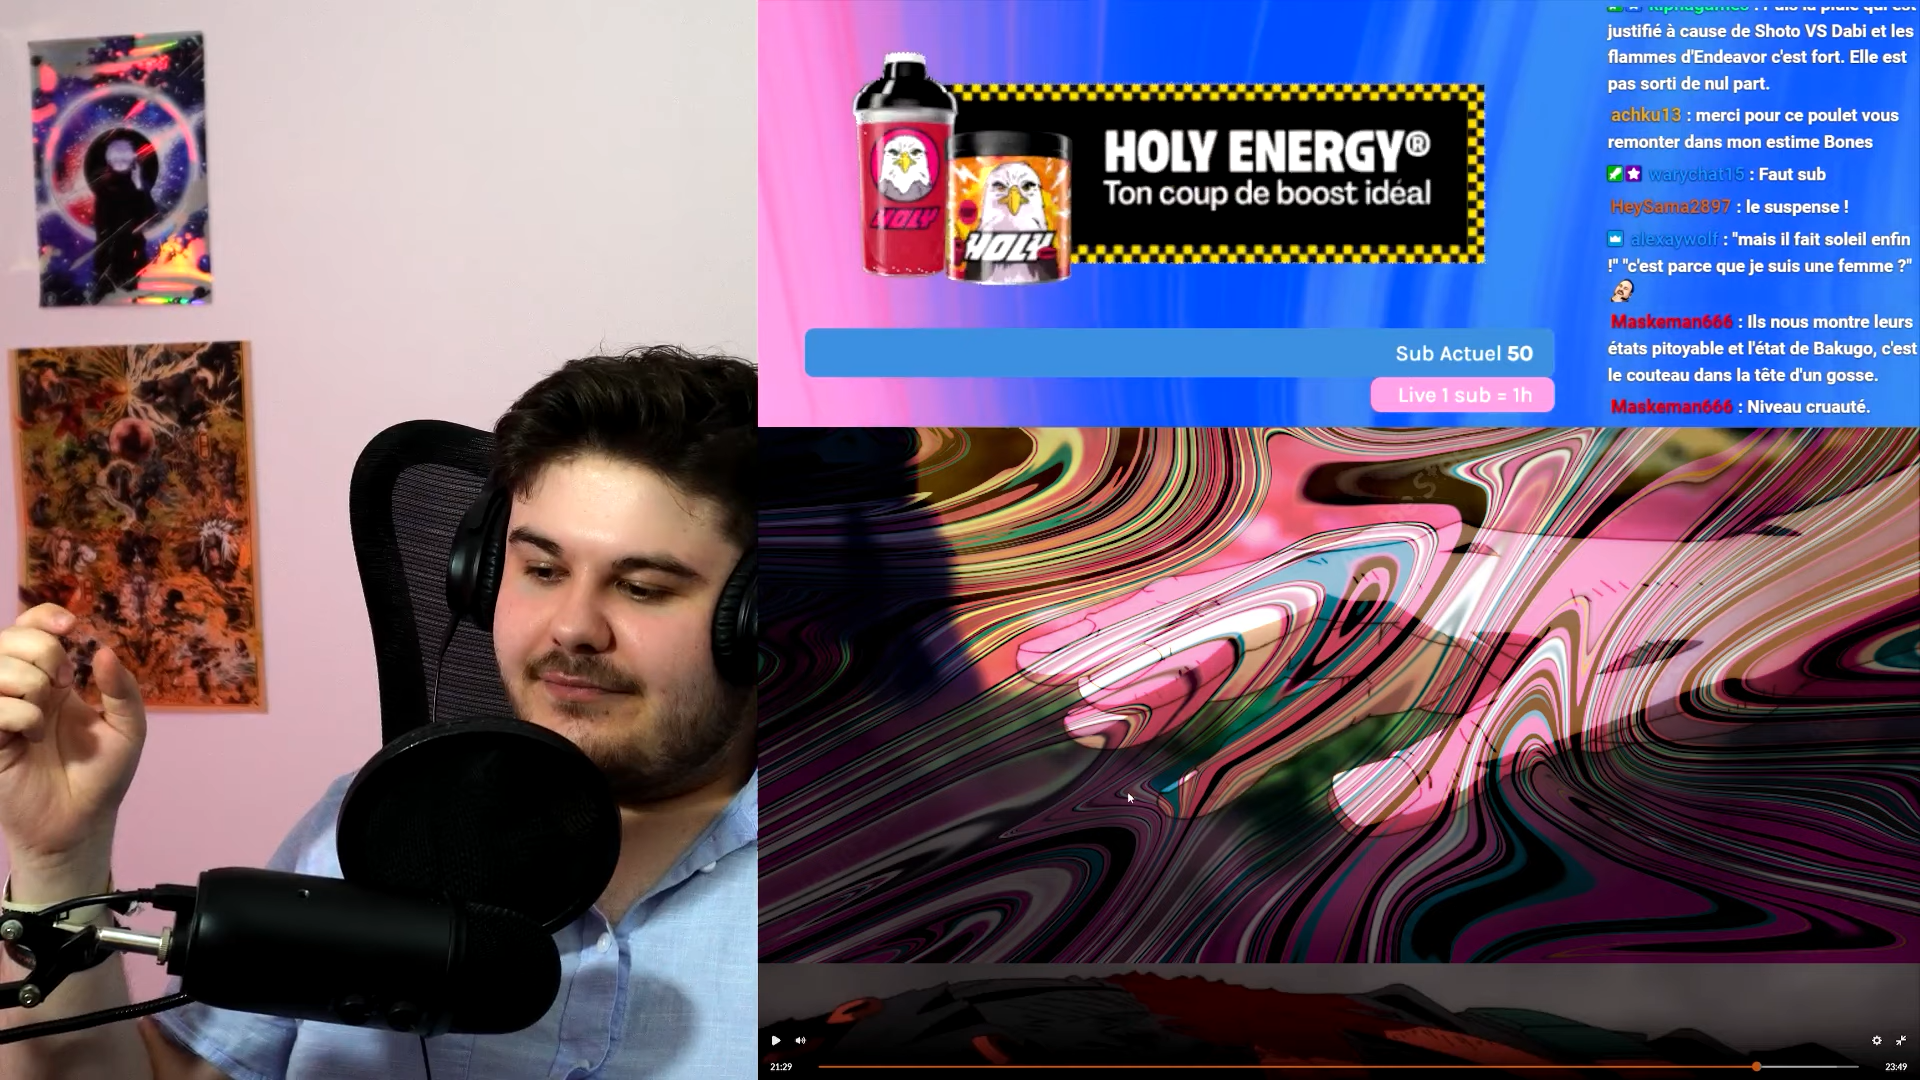 HOLY ENERGY®
Ton coup de boost idéal
HOLY
HOLY
Sub Actuel 50
Live 1 sub = 1h
justifié à cause de Shoto VS Dabi et les
flammes d'Endeavor c'est fort. Elle est
pas sorti de nul part.
achku13 : merci pour ce poulet vous
remonter dans mon estime Bones
warychat15 : Faut sub
HeySama2897 : le suspense !
alexaywolf : "mais il fait soleil enfin
!" "c'est parce que je suis une femme ?"
Maskeman666 : Ils nous montre leurs
états pitoyable et l'état de Bakugo, c'est
le couteau dans la tête d'un gosse.
Maskeman666 : Niveau cruauté.
21:29
23:49